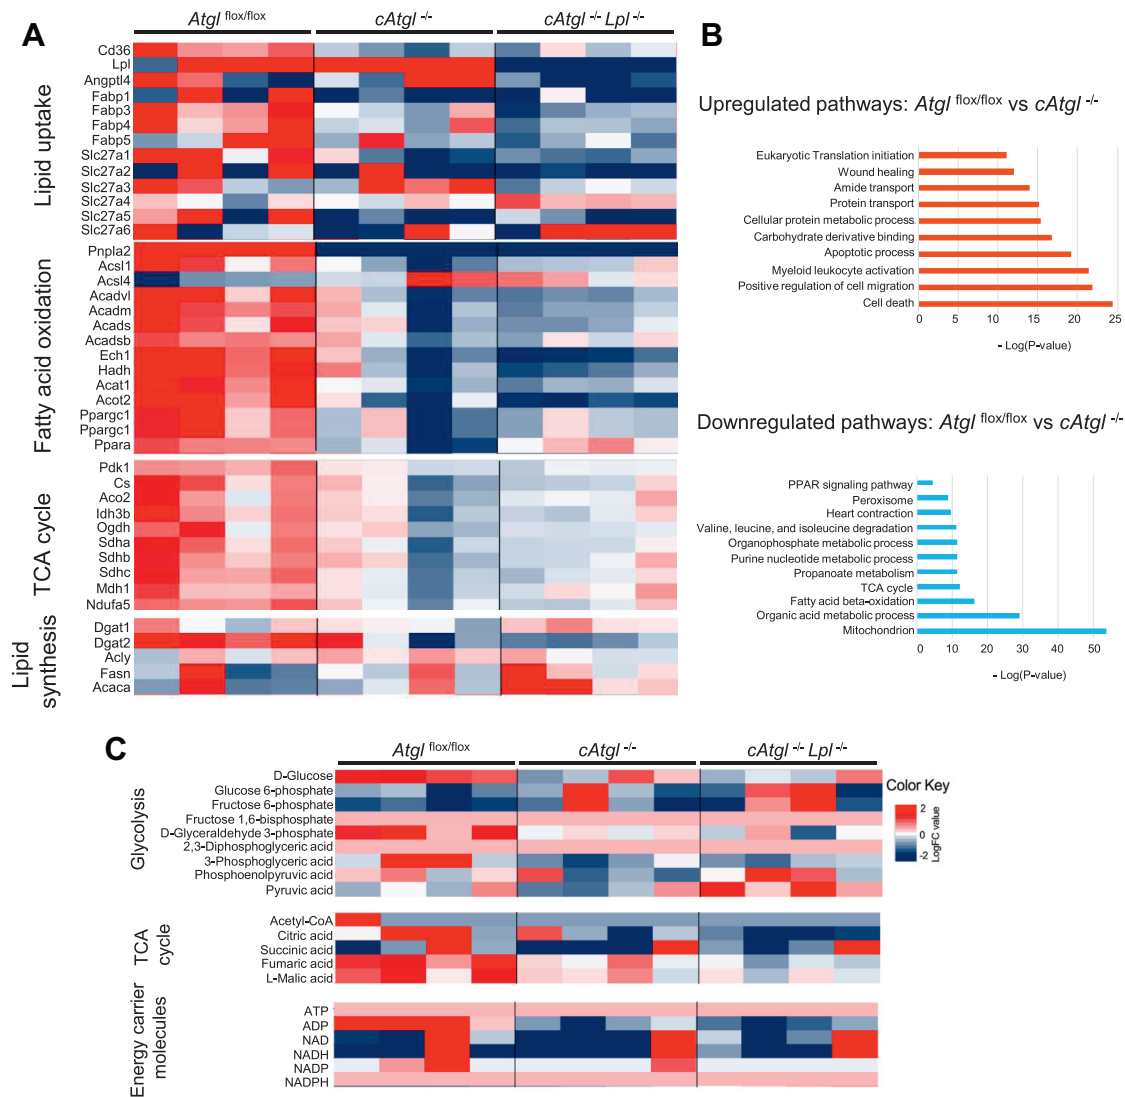 A
Atgl flox/flox
cAtgl -/-
cAtgl -/- Lpl -/-
Lipid uptake
Cd36
Lpl
Angptl4
Fabp1
Fabp3
Fabp4
Fabp5
Slc27a1
Slc27a2
Slc27a3
Slc27a4
Slc27a5
Slc27a6
Fatty acid oxidation
Pnpla2
Acsl1
Acsl4
Acadvl
Acadm
Acads
Acadsb
Ech1
Hadh
Acat1
Acot2
Ppargc1
Ppargc1
Ppara
TCA cycle
Pdk1
Cs
Aco2
Idh3b
Ogdh
Sdha
Sdhb
Sdhc
Mdh1
Ndufa5
Lipid
synthesis
Dgat1
Dgat2
Acly
Fasn
Acaca
B
Upregulated pathways: Atgl flox/flox vs cAtgl -/-
Eukaryotic Translation initiation
Wound healing
Amide transport
Protein transport
Cellular protein metabolic process
Carbohydrate derivative binding
Apoptotic process
Myeloid leukocyte activation
Positive regulation of cell migration
Cell death
0 5 10 15 20 25
- Log(P-value)
Downregulated pathways: Atgl flox/flox vs cAtgl -/-
PPAR signaling pathway
Peroxisome
Heart contraction
Valine, leucine, and isoleucine degradation
Organophosphate metabolic process
Purine nucleotide metabolic process
Propanoate metabolism
TCA cycle
Fatty acid beta-oxidation
Organic acid metabolic process
Mitochondrion
0 10 20 30 40 50
- Log(P-value)
C
Atgl flox/flox
cAtgl -/-
cAtgl -/- Lpl -/-
Glycolysis
D-Glucose
Glucose 6-phosphate
Fructose 6-phosphate
Fructose 1,6-bisphosphate
D-Glyceraldehyde 3-phosphate
2,3-Diphosphoglyceric acid
3-Phosphoglyceric acid
Phosphoenolpyruvic acid
Pyruvic acid
TCA
cycle
Acetyl-CoA
Citric acid
Succinic acid
Fumaric acid
L-Malic acid
Energy carrier
molecules
ATP
ADP
NAD
NADH
NADP
NADPH
Color Key
2
0
-2
LogFC value